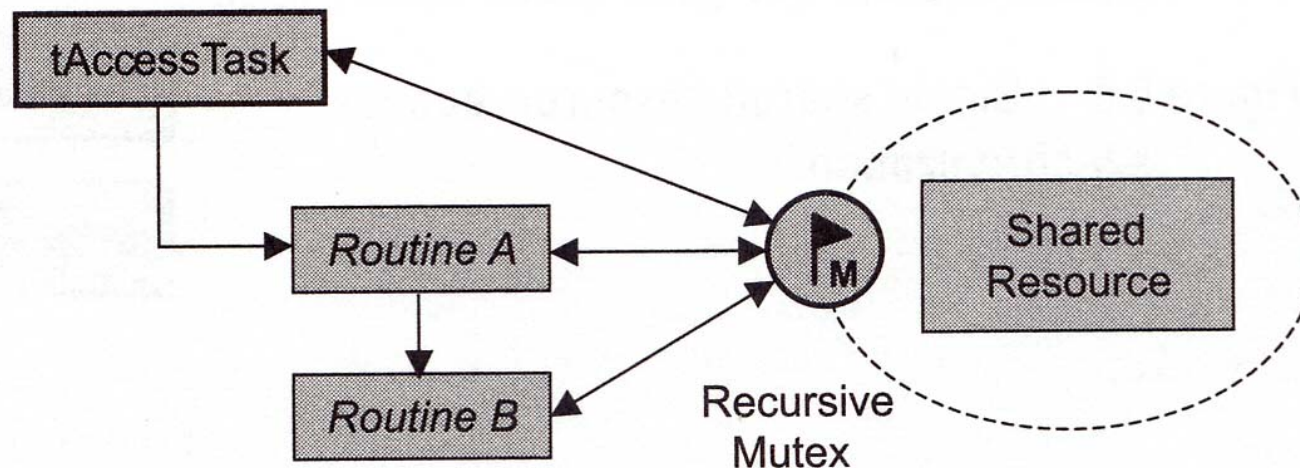 tAccessTask
Routine A
Routine B
M
Recursive
Mutex
Shared
Resource